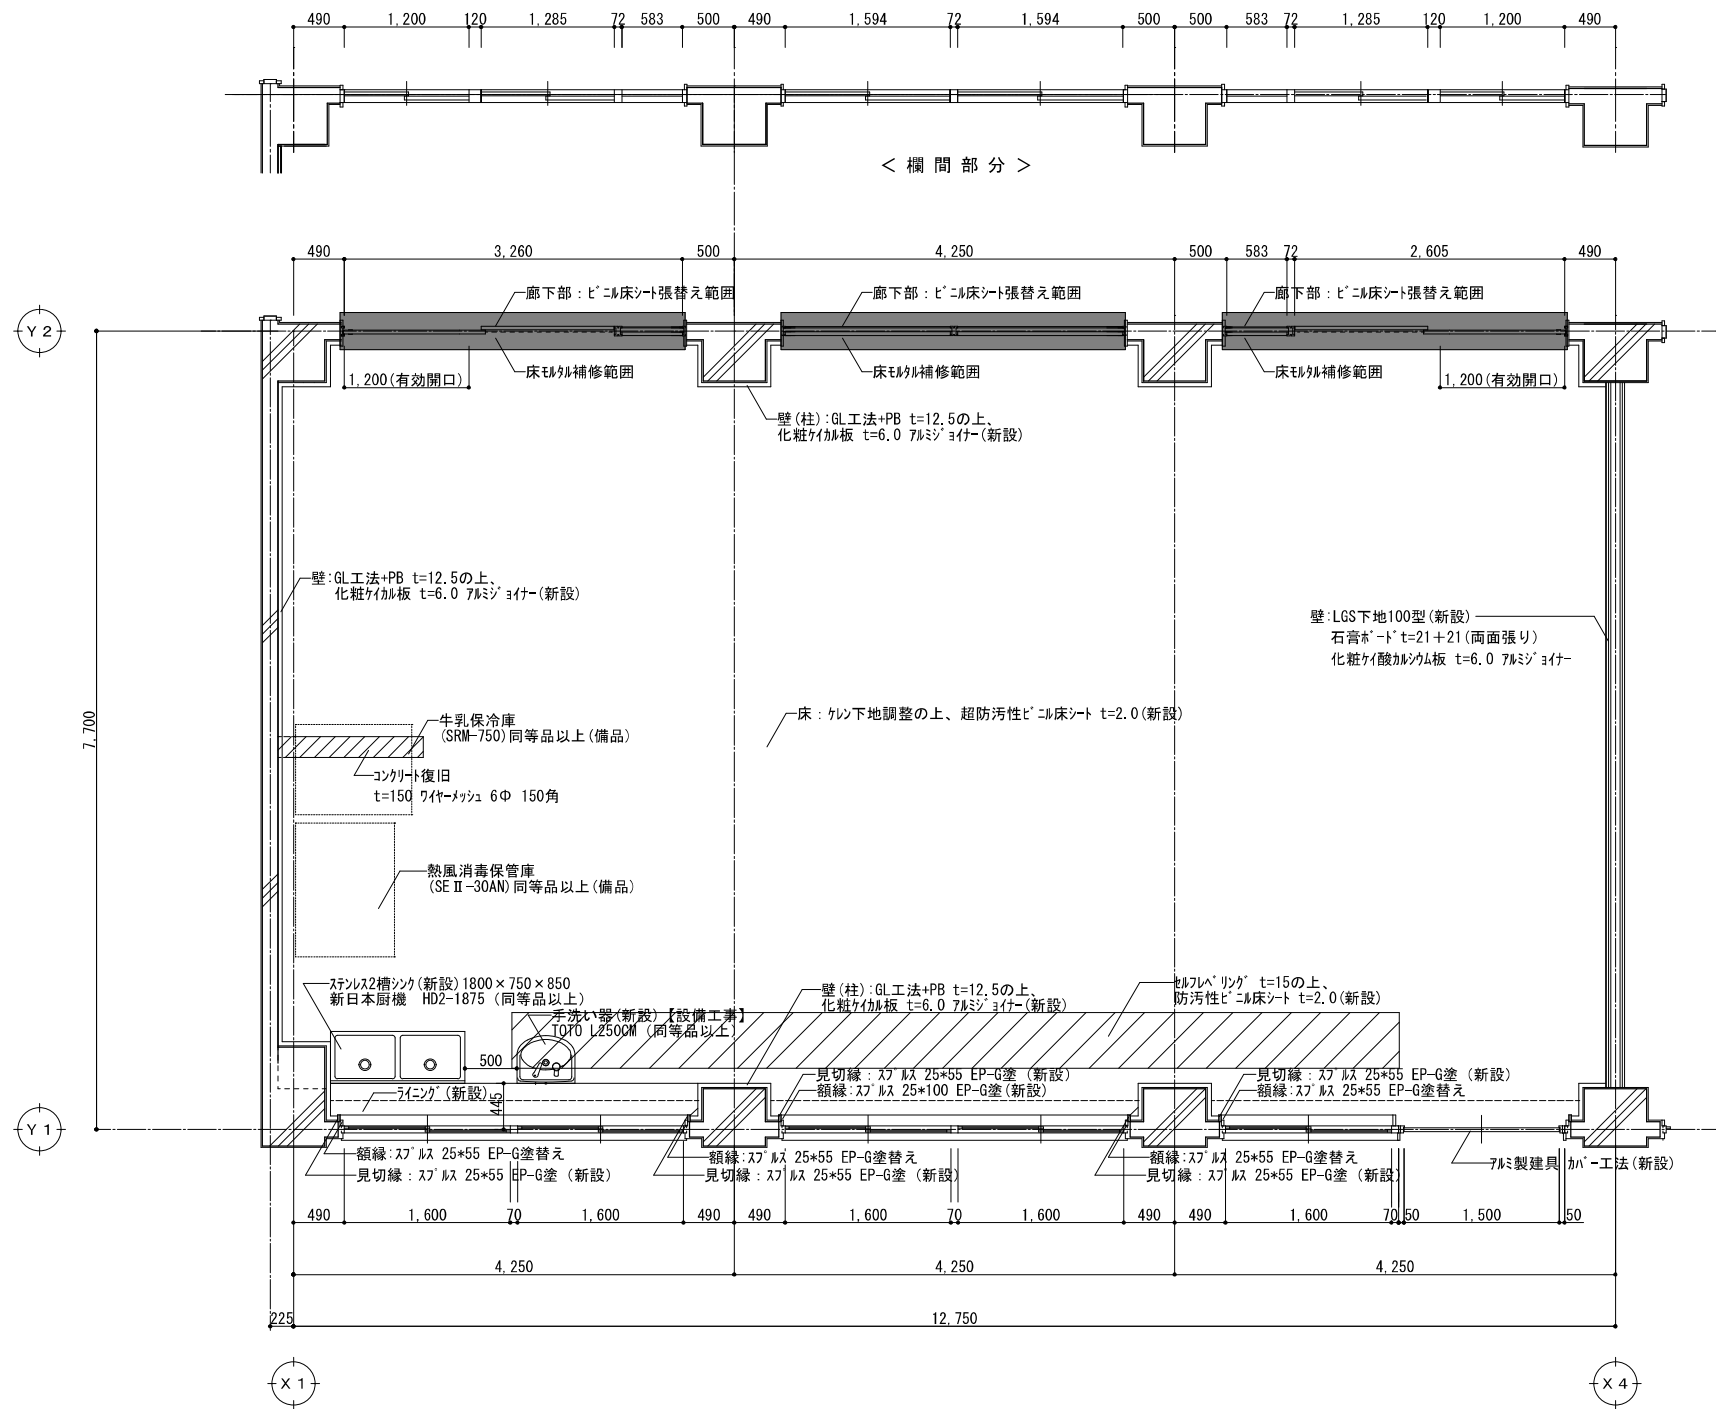 490 1,200 120 1,285 72 583 500 490 1,594 72 1,594 500 500 583 72 1,285 120 1,200 490
＜ 欄 間 部 分 ＞
490 3,260 500 4,250 500 583 72 2,605 490
廊下部：ﾋﾞﾆﾙ床ｼｰﾄ張替え範囲
廊下部：ﾋﾞﾆﾙ床ｼｰﾄ張替え範囲
廊下部：ﾋﾞﾆﾙ床ｼｰﾄ張替え範囲
Y 2
床ﾓﾙﾀﾙ補修範囲
床ﾓﾙﾀﾙ補修範囲
床ﾓﾙﾀﾙ補修範囲
1,200(有効開口)
1,200(有効開口)
壁(柱):GL工法+PB t=12.5の上、
化粧ｹｲｶﾙ板 t=6.0 ｱﾙﾐｼﾞｮｲﾅｰ(新設)
壁:GL工法+PB t=12.5の上、
化粧ｹｲｶﾙ板 t=6.0 ｱﾙﾐｼﾞｮｲﾅｰ(新設)
壁:LGS下地100型(新設)
石膏ﾎﾞｰﾄﾞt=21＋21(両面張り)
化粧ｹｲ酸ｶﾙｼｳﾑ板 t=6.0 ｱﾙﾐｼﾞｮｲﾅｰ
7,700
牛乳保冷庫
(SRM-750)同等品以上(備品)
床：ｹﾚﾝ下地調整の上、超防汚性ﾋﾞﾆﾙ床ｼｰﾄ t=2.0(新設)
ｺﾝｸﾘｰﾄ復旧
t=150 ﾜｲﾔｰﾒｯｼｭ 6Φ 150角
熱風消毒保管庫
(SEⅡ-30AN)同等品以上(備品)
ｽﾃﾝﾚｽ2槽ｼﾝｸ(新設)1800×750×850
新日本厨機 HD2-1875 (同等品以上)
手洗い器(新設)【設備工事】
TOTO L250CM (同等品以上)
壁(柱):GL工法+PB t=12.5の上、
化粧ｹｲｶﾙ板 t=6.0 ｱﾙﾐｼﾞｮｲﾅｰ(新設)
ｾﾙﾌﾚﾍﾞﾘﾝｸﾞ t=15の上、
防汚性ﾋﾞﾆﾙ床ｼｰﾄ t=2.0(新設)
500
445
ﾗｲﾆﾝｸﾞ(新設)
見切縁：ｽﾌﾟﾙｽ 25*55 EP-G塗 (新設)
額縁:ｽﾌﾟﾙｽ 25*100 EP-G塗(新設)
見切縁：ｽﾌﾟﾙｽ 25*55 EP-G塗 (新設)
額縁:ｽﾌﾟﾙｽ 25*55 EP-G塗替え
Y 1
額縁:ｽﾌﾟﾙｽ 25*55 EP-G塗替え
見切縁：ｽﾌﾟﾙｽ 25*55 EP-G塗 (新設)
額縁:ｽﾌﾟﾙｽ 25*55 EP-G塗替え
見切縁：ｽﾌﾟﾙｽ 25*55 EP-G塗 (新設)
額縁:ｽﾌﾟﾙｽ 25*55 EP-G塗替え
見切縁：ｽﾌﾟﾙｽ 25*55 EP-G塗 (新設)
ｱﾙﾐ製建具 ｶﾊﾞｰ工法(新設)
490 1,600 70 1,600 490 490 1,600 70 1,600 490 490 1,600 70 50 1,500 50
4,250 4,250 4,250
225 12,750
X 1 X 4